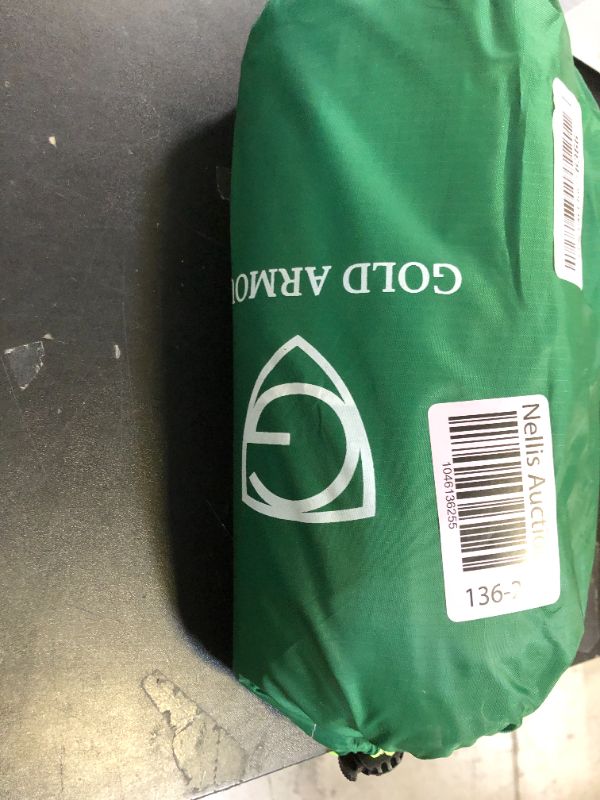 GOLD ARMOU
G
Nellis Auctio
1046136255
136-